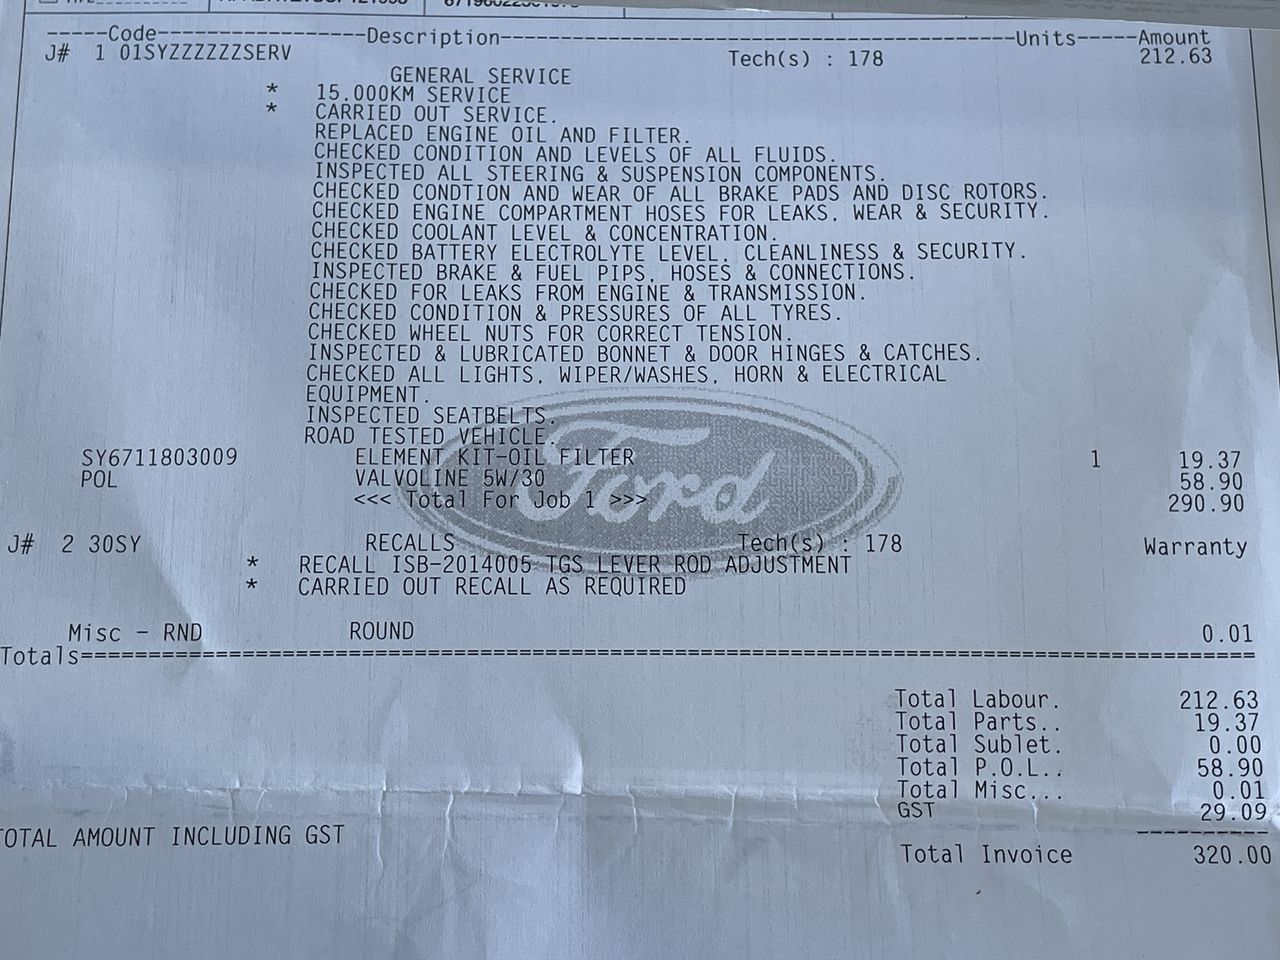 -----Code-----------------Description-------------------------------------------Units-----Amount
J# 1 01SYZZZZZZSERV Tech(s) : 178 212.63
GENERAL SERVICE
* 15,000KM SERVICE
* CARRIED OUT SERVICE.
REPLACED ENGINE OIL AND FILTER.
CHECKED CONDITION AND LEVELS OF ALL FLUIDS.
INSPECTED ALL STEERING & SUSPENSION COMPONENTS.
CHECKED CONDTION AND WEAR OF ALL BRAKE PADS AND DISC ROTORS.
CHECKED ENGINE COMPARTMENT HOSES FOR LEAKS, WEAR & SECURITY.
CHECKED COOLANT LEVEL & CONCENTRATION.
CHECKED BATTERY ELECTROLYTE LEVEL, CLEANLINESS & SECURITY.
INSPECTED BRAKE & FUEL PIPS, HOSES & CONNECTIONS.
CHECKED FOR LEAKS FROM ENGINE & TRANSMISSION.
CHECKED CONDITION & PRESSURES OF ALL TYRES.
CHECKED WHEEL NUTS FOR CORRECT TENSION.
INSPECTED & LUBRICATED BONNET & DOOR HINGES & CATCHES.
CHECKED ALL LIGHTS, WIPER/WASHES, HORN & ELECTRICAL
EQUIPMENT.
INSPECTED SEATBELTS.
ROAD TESTED VEHICLE.
SY6711803009 ELEMENT KIT-OIL FILTER 1 19.37
POL VALVOLINE 5W/30 58.90
<<< Total For Job 1 >>> 290.90
Ford
J# 2 30SY RECALLS Tech(s) : 178 Warranty
* RECALL ISB-2014005 TGS LEVER ROD ADJUSTMENT
* CARRIED OUT RECALL AS REQUIRED
Misc - RND ROUND 0.01
Totals==========================================================================
Total Labour. 212.63
Total Parts.. 19.37
Total Sublet. 0.00
Total P.O.L.. 58.90
Total Misc... 0.01
GST 29.09
TOTAL AMOUNT INCLUDING GST
Total Invoice 320.00